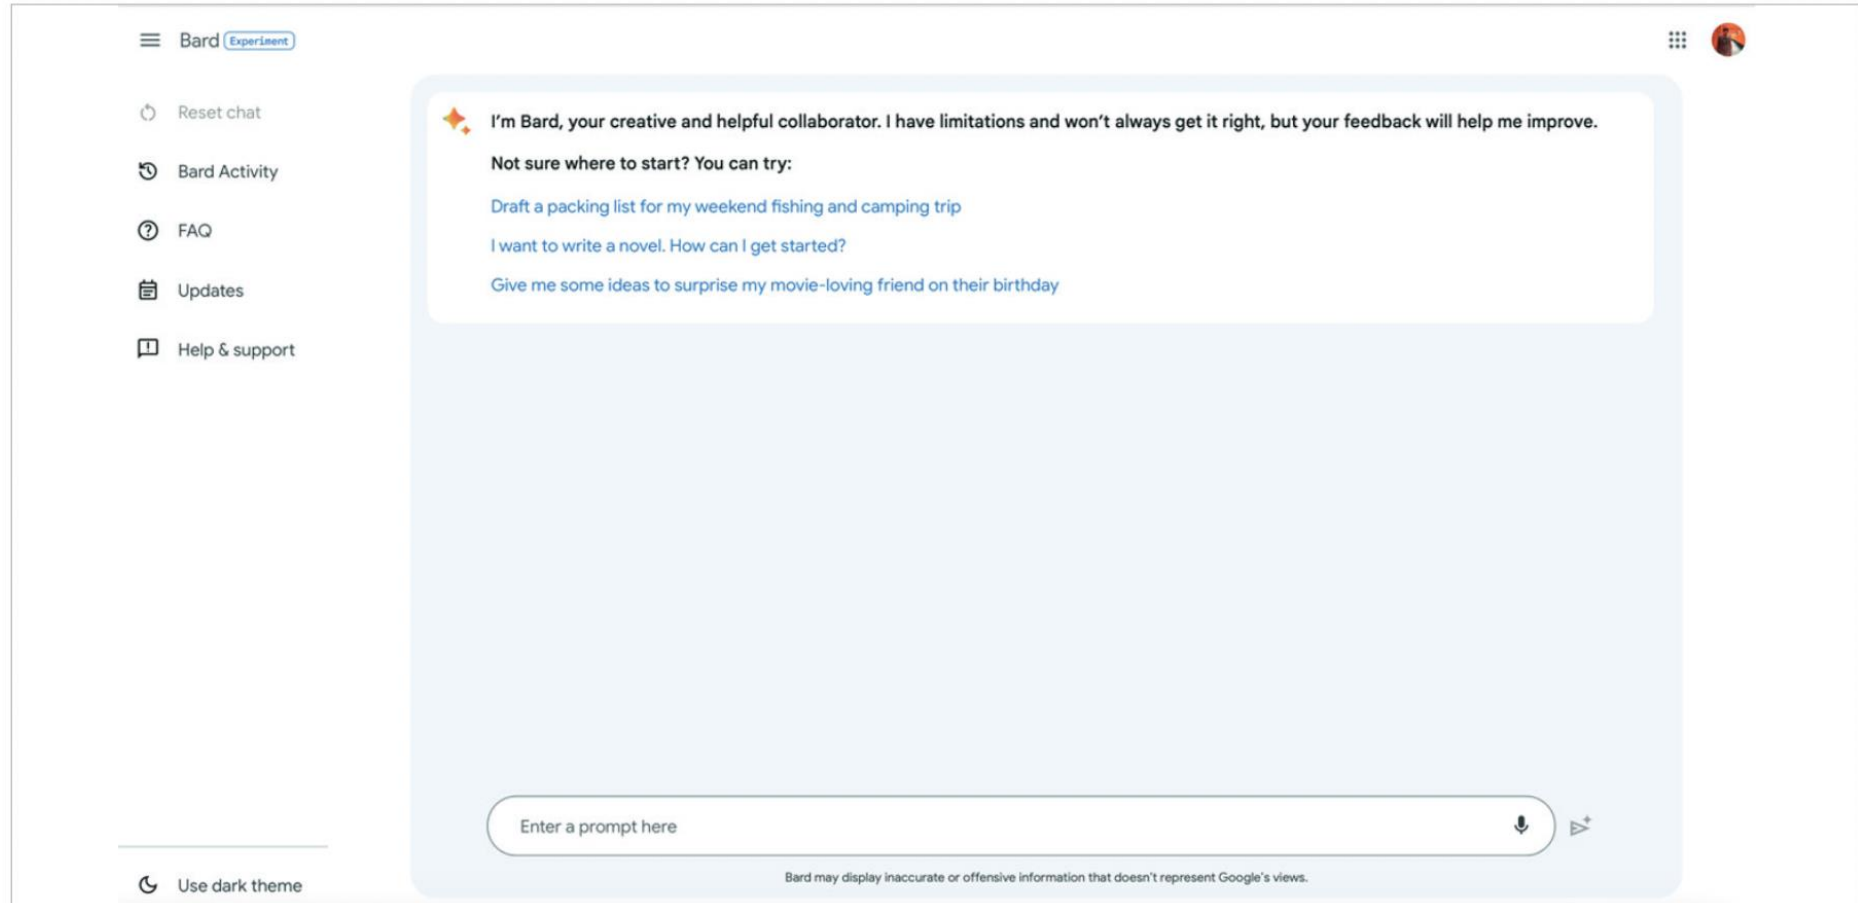 Bard Experiment
Reset chat
Bard Activity
FAQ
Updates
Help & support
Use dark theme
I'm Bard, your creative and helpful collaborator. I have limitations and won't always get it right, but your feedback will help me improve.
Not sure where to start? You can try:
Draft a packing list for my weekend fishing and camping trip
I want to write a novel. How can I get started?
Give me some ideas to surprise my movie-loving friend on their birthday
Enter a prompt here
Bard may display inaccurate or offensive information that doesn't represent Google's views.